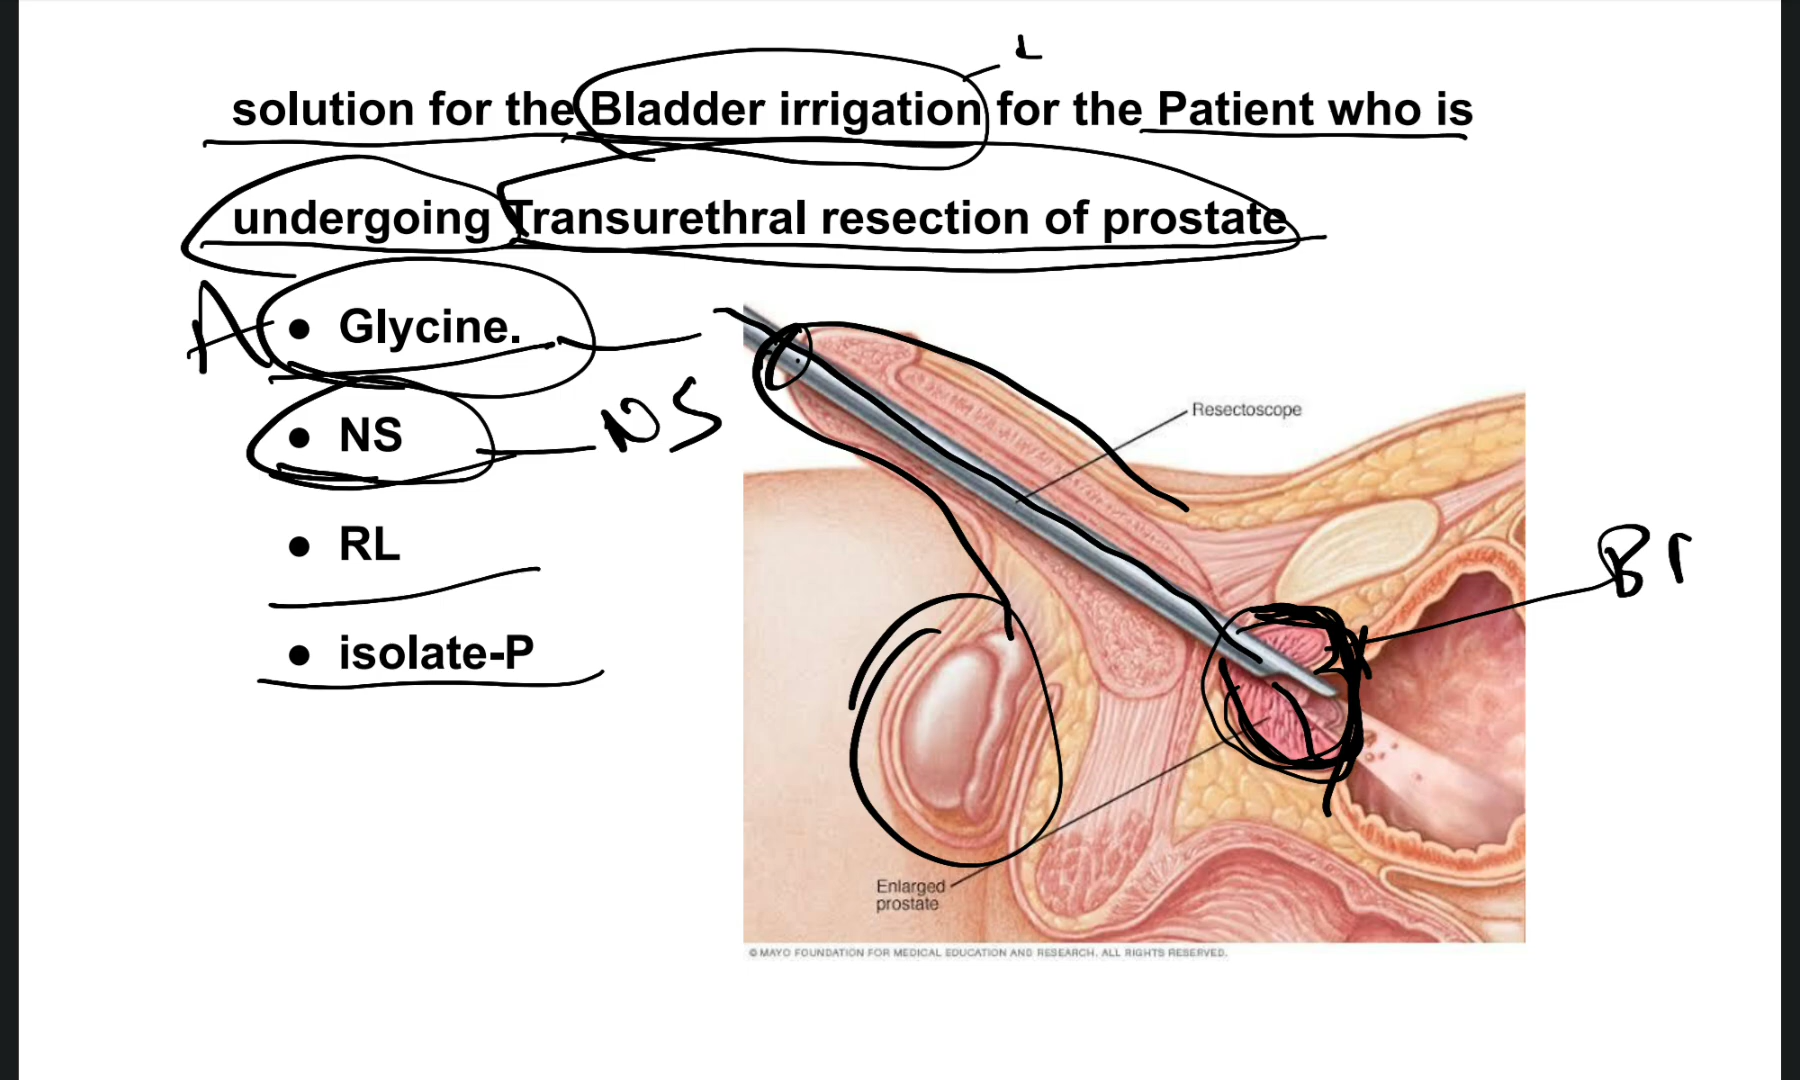 solution for the Bladder irrigation for the Patient who is
undergoing Transurethral resection of prostate
A
● Glycine.
● NS
NS
● RL
● isolate-P
Resectoscope
Enlarged
prostate
© MAYO FOUNDATION FOR MEDICAL EDUCATION AND RESEARCH. ALL RIGHTS RESERVED.